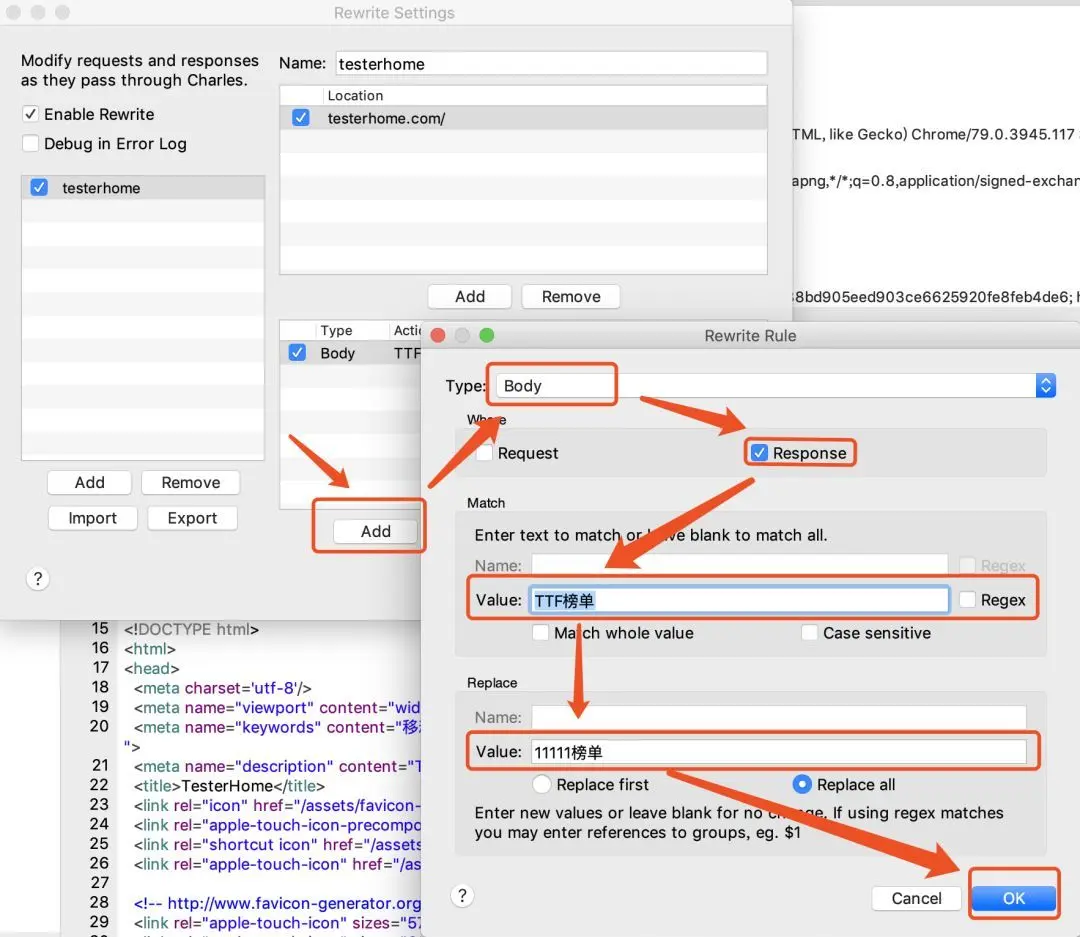 Rewrite Settings
Modify requests and responses
as they pass through Charles.
Enable Rewrite
Debug in Error Log
testerhome
Add
Remove
Import
Export
?
Name: testerhome
Location
testerhome.com/
Add
Remove
Type
Body
TTF
Add
TML, like Gecko) Chrome/79.0.3945.117
apng,*/*;q=0.8,application/signed-exchan
8bd905eed903ce6625920fe8feb4de6;
Rewrite Rule
Type: Body
Where
Request
Response
Match
Enter text to match or leave blank to match all.
Name:
Regex
Value: TTF榜单
Regex
Match whole value
Case sensitive
Replace
Name:
Value: 11111榜单
Replace first
Replace all
Enter new values or leave blank for no change. If using regex matches
you may enter references to groups, eg. $1
?
Cancel
OK
15 <!DOCTYPE html>
16 <html>
17 <head>
18 <meta charset='utf-8'/>
19 <meta name="viewport" content="wid
20 <meta name="keywords" content="移
">
21 <meta name="description" content="T
22 <title>TesterHome</title>
23 <link rel="icon" href="/assets/favicon-
24 <link rel="apple-touch-icon-precompo
25 <link rel="shortcut icon" href="/assets
26 <link rel="apple-touch-icon" href="/as
27
28 <!-- http://www.favicon-generator.org
29 <link rel="apple-touch-icon" sizes="57